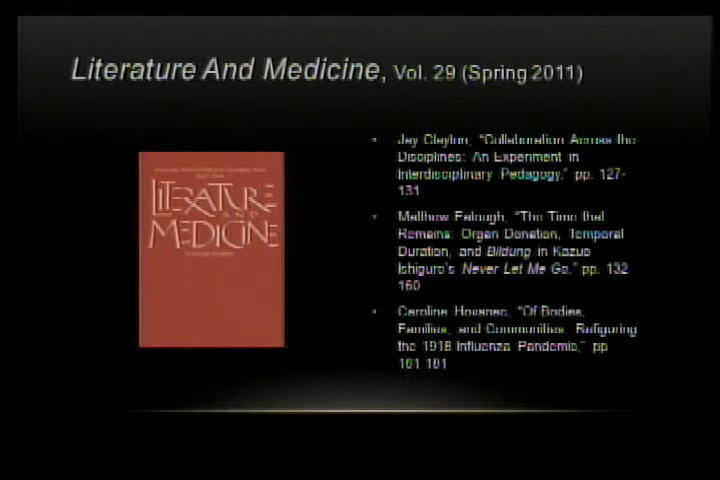 Literature And Medicine, Vol. 29 (Spring 2011)
LITERATURE
AND
MEDICINE
• Jay Clayton, "Collaboration Across the
Disciplines: An Experiment in
Interdisciplinary Pedagogy," pp. 127-
131
• Matthew Eatough, "The Time that
Remains: Organ Donation, Temporal
Duration, and Bildung in Kazuo
Ishiguro's Never Let Me Go," pp. 132
160
• Caroline Hovanec, "Of Bodies,
Families, and Communities: Refiguring
the 1918 Influenza Pandemic," pp
161 181